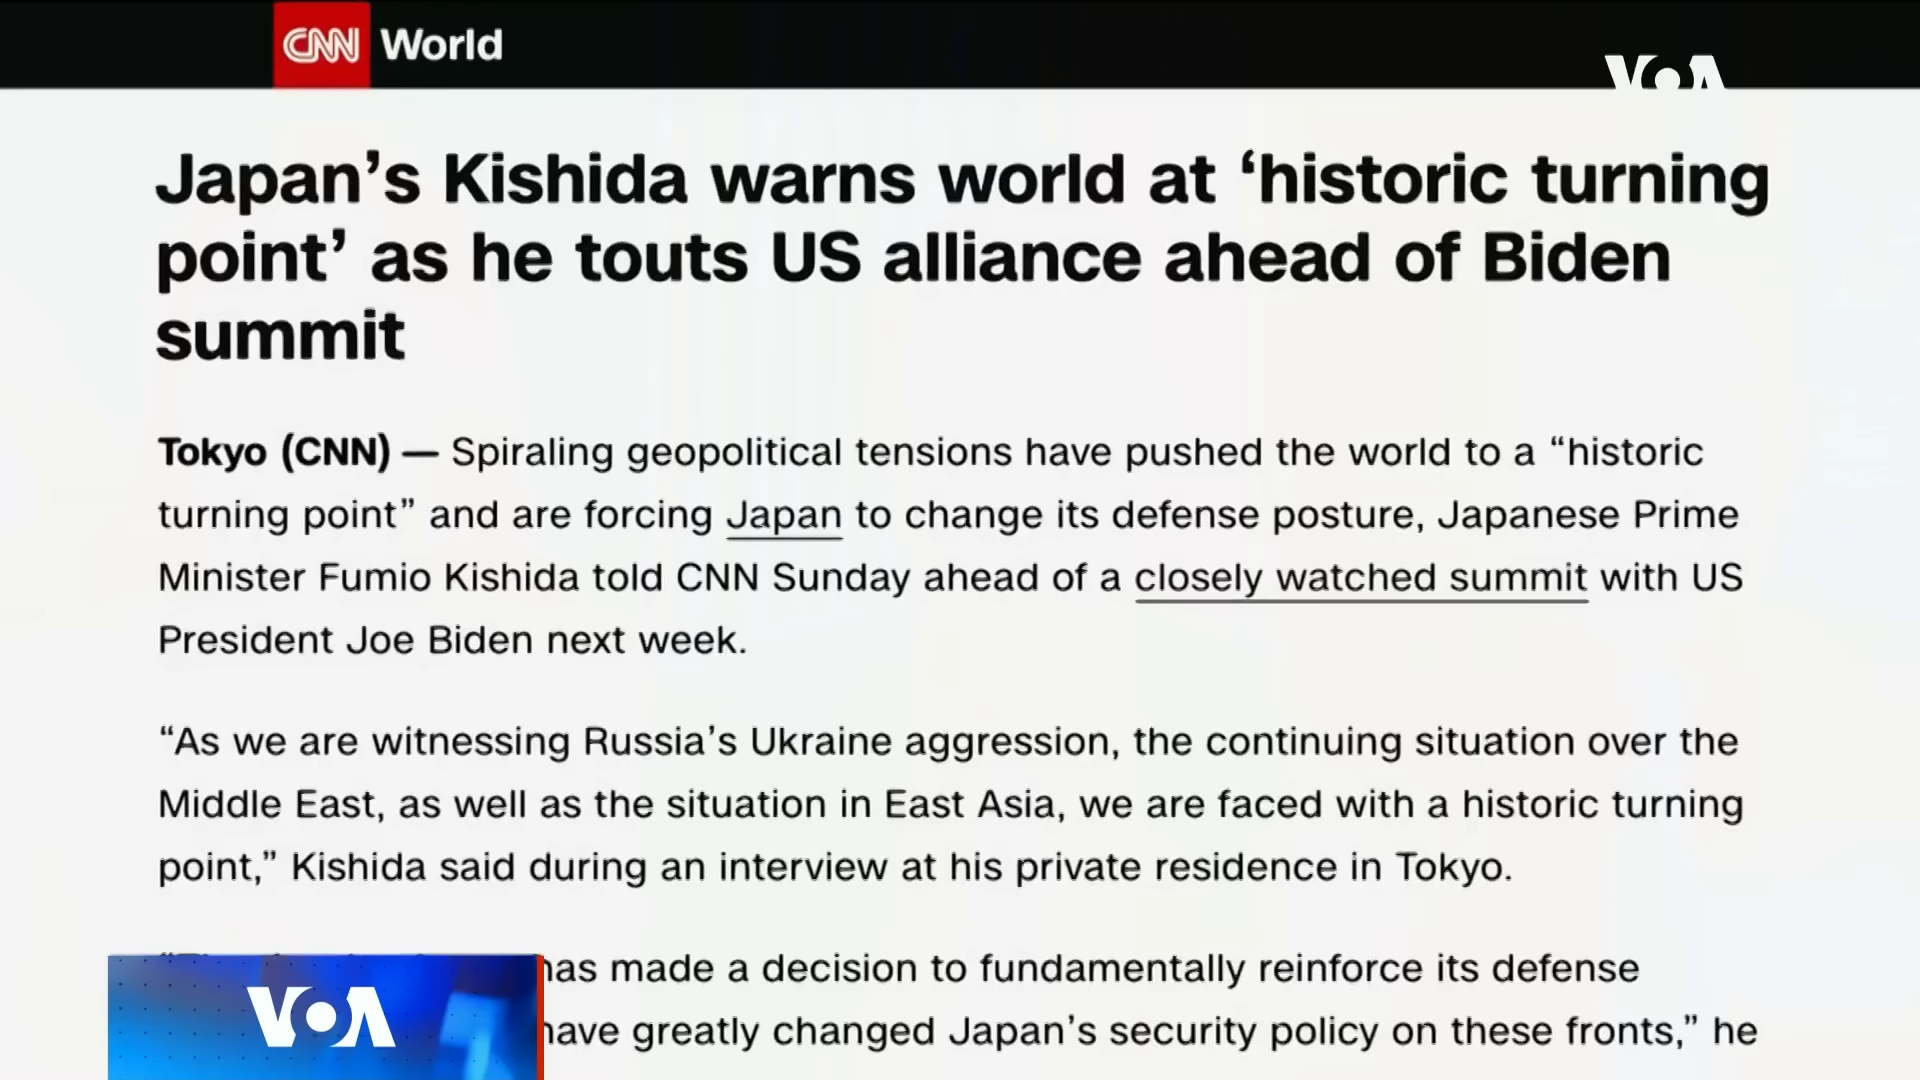 CNN World
VOA
Japan’s Kishida warns world at ‘historic turning
point’ as he touts US alliance ahead of Biden
summit
Tokyo (CNN) — Spiraling geopolitical tensions have pushed the world to a “historic
turning point” and are forcing Japan to change its defense posture, Japanese Prime
Minister Fumio Kishida told CNN Sunday ahead of a closely watched summit with US
President Joe Biden next week.
“As we are witnessing Russia’s Ukraine aggression, the continuing situation over the
Middle East, as well as the situation in East Asia, we are faced with a historic turning
point,” Kishida said during an interview at his private residence in Tokyo.
has made a decision to fundamentally reinforce its defense
have greatly changed Japan’s security policy on these fronts,” he
VOA